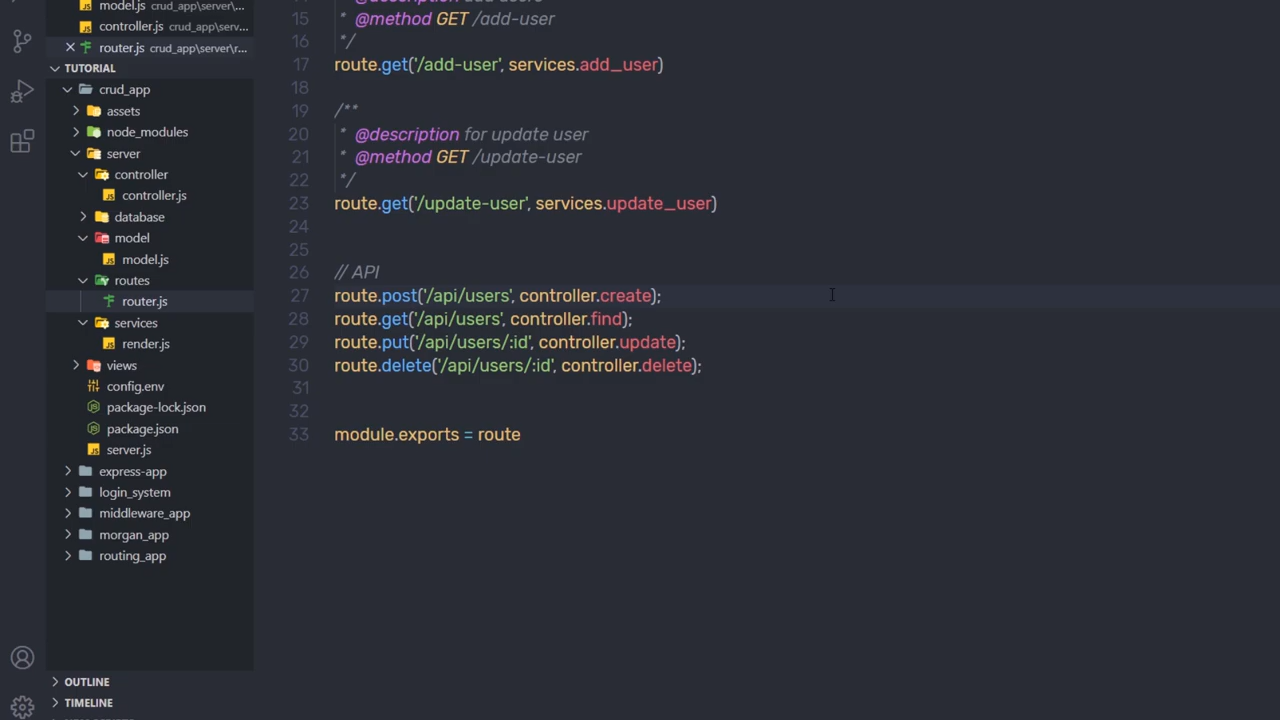 model.js crud_app\server\...
controller.js crud_app\serv...
router.js crud_app\server\r...
TUTORIAL
crud_app
assets
node_modules
server
controller
controller.js
database
model
model.js
routes
router.js
services
render.js
views
config.env
package-lock.json
package.json
server.js
express-app
login_system
middleware_app
morgan_app
routing_app
OUTLINE
TIMELINE
15 * @method GET /add-user
16 */
17 route.get('/add-user', services.add_user)
18
19 /**
20 * @description for update user
21 * @method GET /update-user
22 */
23 route.get('/update-user', services.update_user)
24
25
26 // API
27 route.post('/api/users', controller.create);
28 route.get('/api/users', controller.find);
29 route.put('/api/users/:id', controller.update);
30 route.delete('/api/users/:id', controller.delete);
31
32
33 module.exports = route